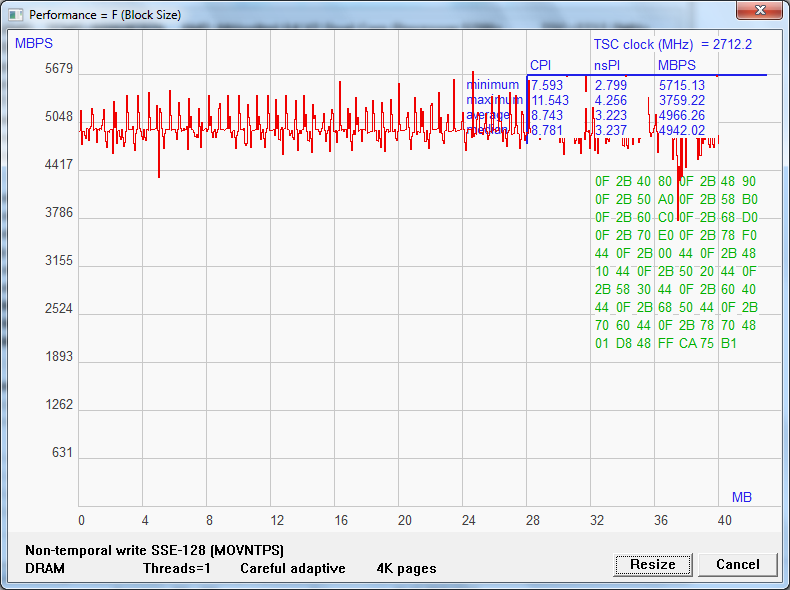 Performance = F (Block Size)
MBPS
TSC clock (MHz) = 2712.2
CPI nsPI MBPS
minimum 7.593 2.799 5715.13
maximum 11.543 4.256 3759.22
average 8.743 3.223 4966.26
median 8.781 3.237 4942.02
5679
5048
4417
3786
3155
2524
1893
1262
631
0F 2B 40 80 0F 2B 48 90
0F 2B 50 A0 0F 2B 58 B0
0F 2B 60 C0 0F 2B 68 D0
0F 2B 70 E0 0F 2B 78 F0
44 0F 2B 00 44 0F 2B 48
10 44 0F 2B 50 20 44 0F
2B 58 30 44 0F 2B 60 40
44 0F 2B 68 50 44 0F 2B
70 60 44 0F 2B 78 70 48
01 D8 48 FF CA 75 B1
MB
0 4 8 12 16 20 24 28 32 36 40
Non-temporal write SSE-128 (MOVNTPS)
DRAM Threads=1 Careful adaptive 4K pages
Resize Cancel